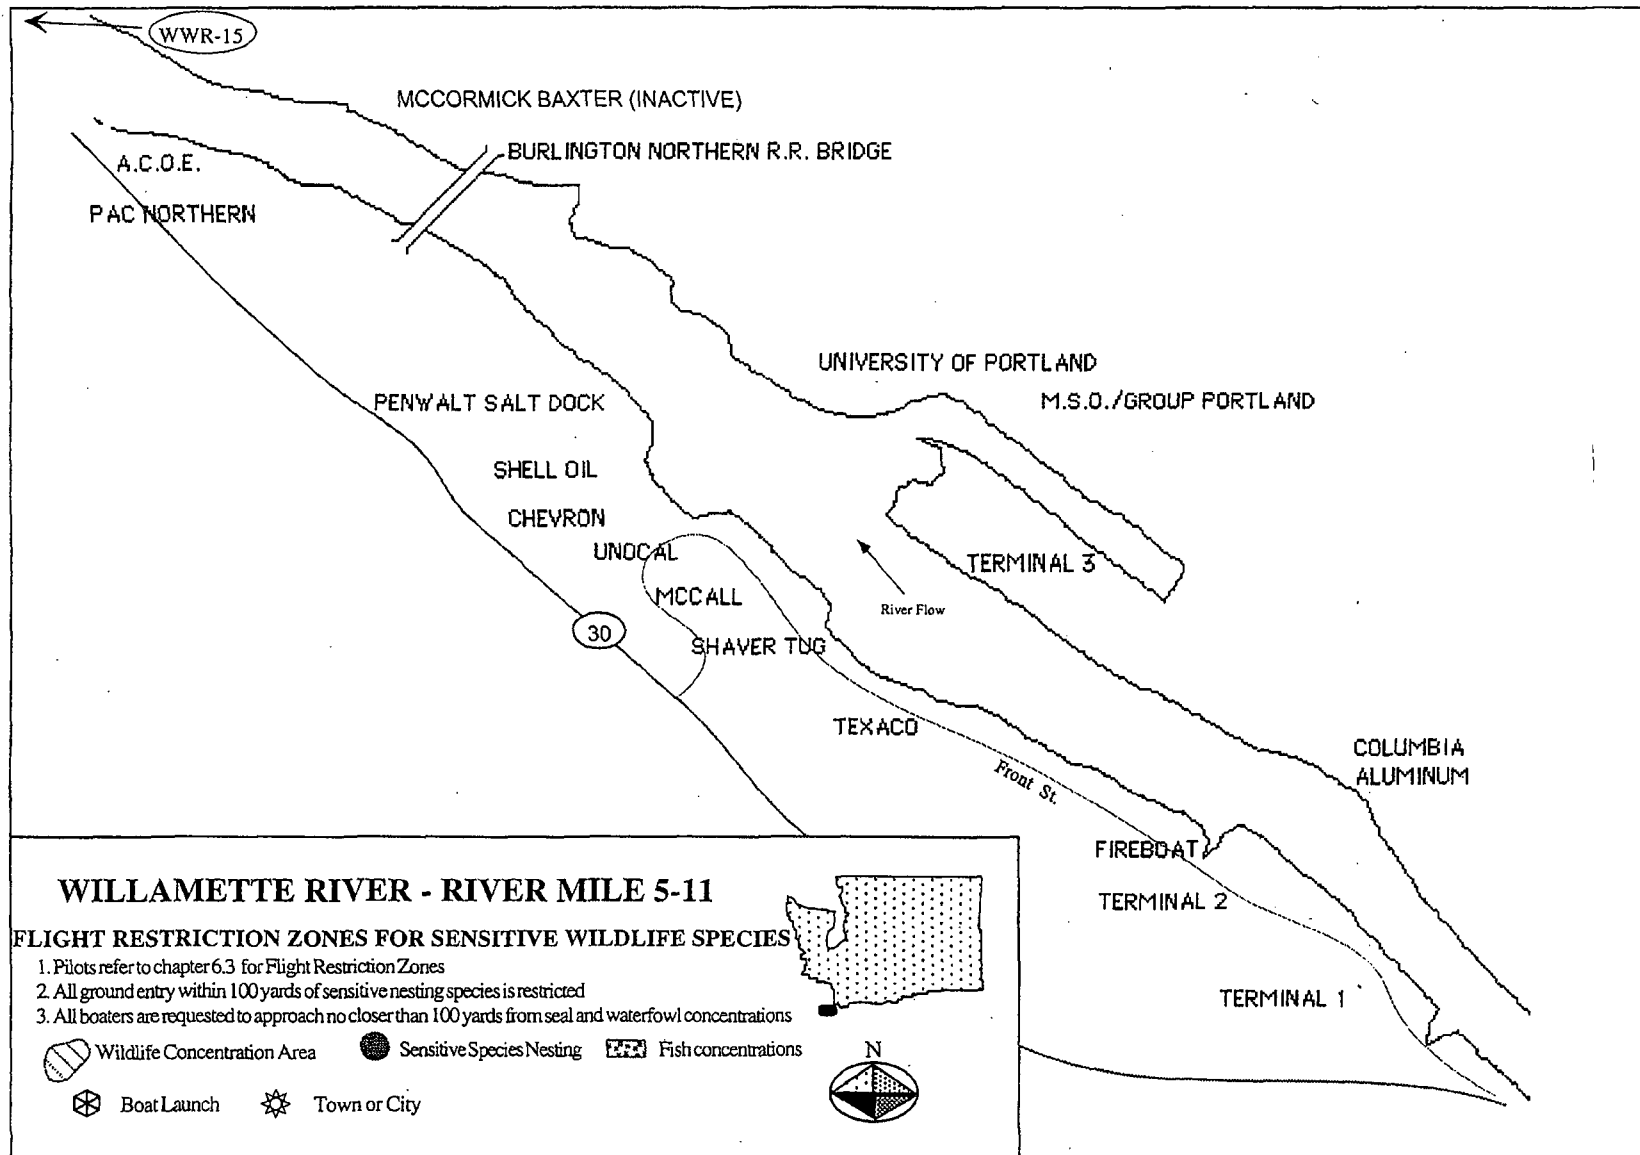 WWR-15
MCCORMICK BAXTER (INACTIVE)
BURLINGTON NORTHERN R.R. BRIDGE
A.C.O.E.
PAC NORTHERN
UNIVERSITY OF PORTLAND
M.S.O./GROUP PORTLAND
PENWALT SALT DOCK
SHELL OIL
CHEVRON
UNOCAL
TERMINAL 3
MCCALL
River Flow
30
SHAVER TUG
TEXACO
COLUMBIA
ALUMINUM
Front St.
FIREBOAT
TERMINAL 2
TERMINAL 1
WILLAMETTE RIVER - RIVER MILE 5-11
FLIGHT RESTRICTION ZONES FOR SENSITIVE WILDLIFE SPECIES
1. Pilots refer to chapter 6.3 for Flight Restriction Zones
2. All ground entry within 100 yards of sensitive nesting species is restricted
3. All boaters are requested to approach no closer than 100 yards from seal and waterfowl concentrations
Wildlife Concentration Area
Sensitive Species Nesting
Fish concentrations
N
Boat Launch
Town or City